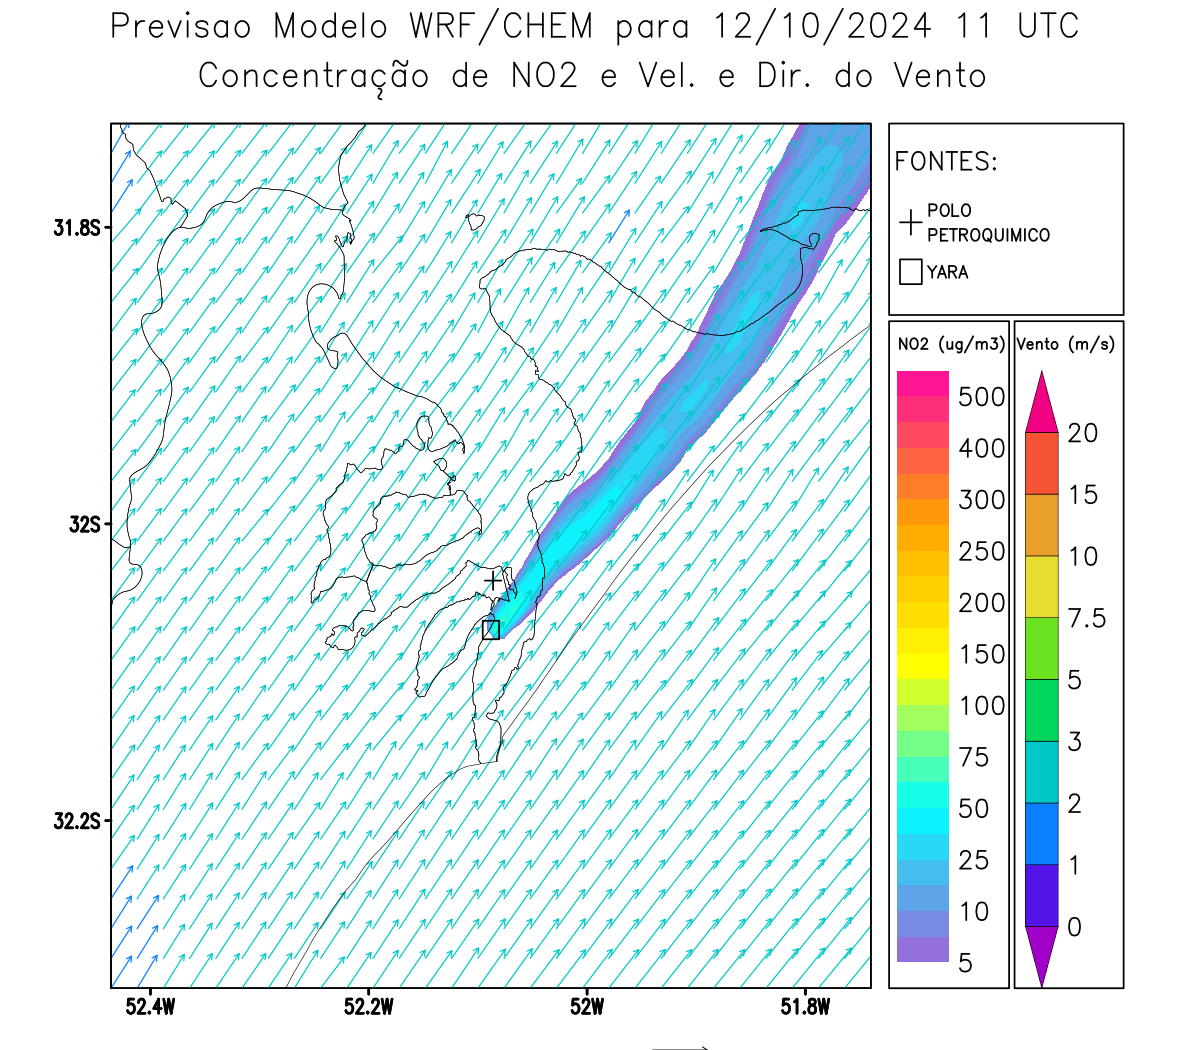 Previsao Modelo WRF/CHEM para 12/10/2024 11 UTC
Concentração de NO2 e Vel. e Dir. do Vento
FONTES:
POLO
PETROQUIMICO
YARA
NO2 (ug/m3)
500
400
300
250
200
150
100
75
50
25
10
5
Vento (m/s)
20
15
10
7.5
5
3
2
1
0
31.8S
32S
32.2S
52.4W 52.2W 52W 51.8W